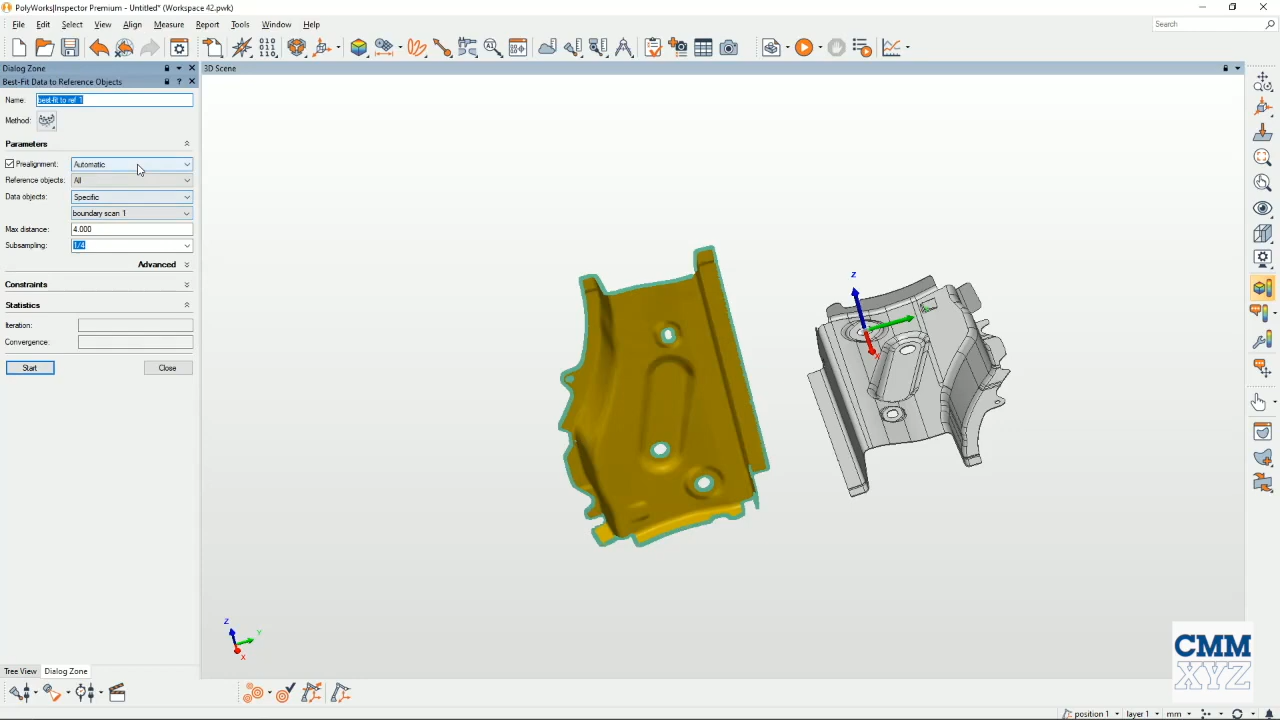 PolyWorks|Inspector Premium - Untitled* (Workspace 42.pwk)
File Edit Select View Align Measure Report Tools Window Help
Search
Dialog Zone
3D Scene
Best-Fit Data to Reference Objects
Name: best-fit to ref 1
Method:
Parameters
Prealignment: Automatic
Reference objects: All
Data objects: Specific
boundary scan 1
Max distance: 4.000
Subsampling: 1/4
Advanced
Constraints
Statistics
Iteration:
Convergence:
Start Close
Z
Z
Y
X
Tree View Dialog Zone
CMM
XYZ
position 1 layer 1 mm